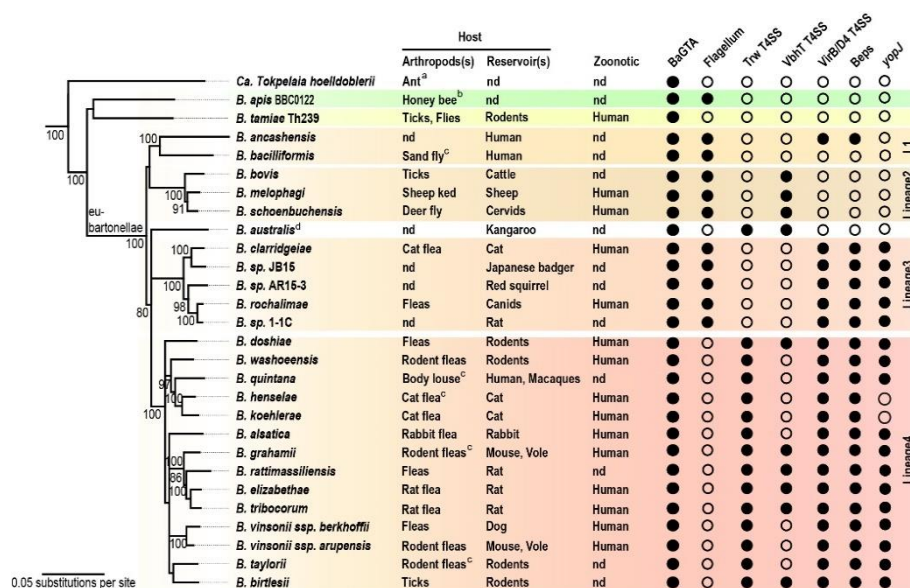 Host
Arthropods(s) Reservoir(s) Zoonotic BaGTA Flagellum Trw T4SS VbhT T4SS VirB/D4 T4SS Beps yopJ
Ca. Tokpelaia hoelldoblerii Ant a nd nd
B. apis BBC0122 Honey bee b nd nd
B. tamiae Th239 Ticks, Flies Rodents Human
B. ancashensis nd Human nd
B. bacilliformis Sand fly c Human nd
B. bovis Ticks Cattle nd
B. melophagi Sheep ked Sheep Human
B. schoenbuchensis Deer fly Cervids Human
B. australis d nd Kangaroo nd
B. clarridgeiae Cat flea Cat Human
B. sp. JB15 nd Japanese badger nd
B. sp. AR15-3 nd Red squirrel nd
B. rochalimae Fleas Canids Human
B. sp. 1-1C nd Rat nd
B. doshiae Fleas Rodents Human
B. washoeensis Rodent fleas Rodents Human
B. quintana Body louse c Human, Macaques nd
B. henselae Cat flea c Cat Human
B. koehlerae Cat flea Cat Human
B. alsatica Rabbit flea Rabbit Human
B. grahamii Rodent fleas c Mouse, Vole Human
B. rattimassiliensis Fleas Rat nd
B. elizabethae Rat flea Rat Human
B. tribocorum Rat flea Rat Human
B. vinsonii ssp. berkhoffii Fleas Dog Human
B. vinsonii ssp. arupensis Rodent fleas Mouse, Vole Human
B. taylorii Rodent fleas c Rodents nd
B. birtlesii Ticks Rodents nd
L1
Lineage2
Lineage3
Lineage4
100
100
eu-bartonellae
100
100
100
91
80
100
98
100
100
97
100
100
86
100
100
0.05 substitutions per site